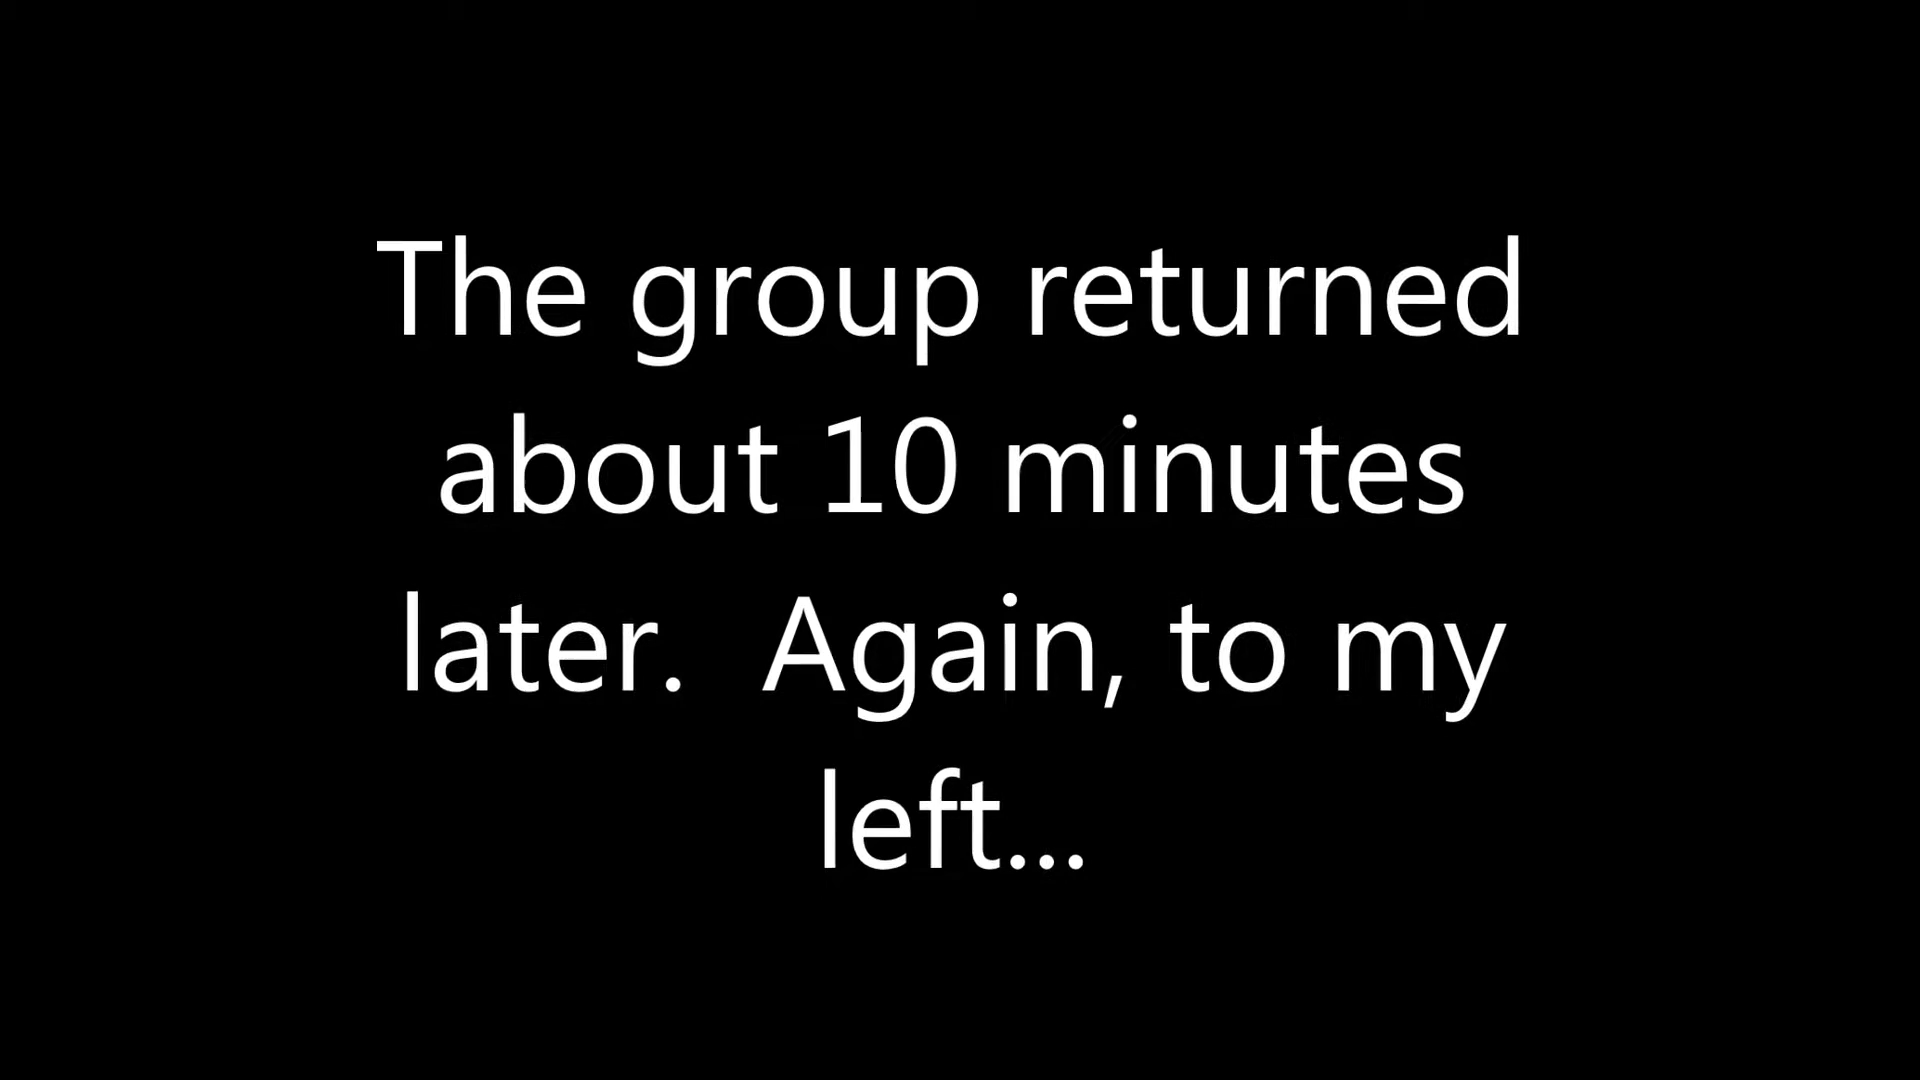 The group returned
about 10 minutes
later.  Again, to my
left...